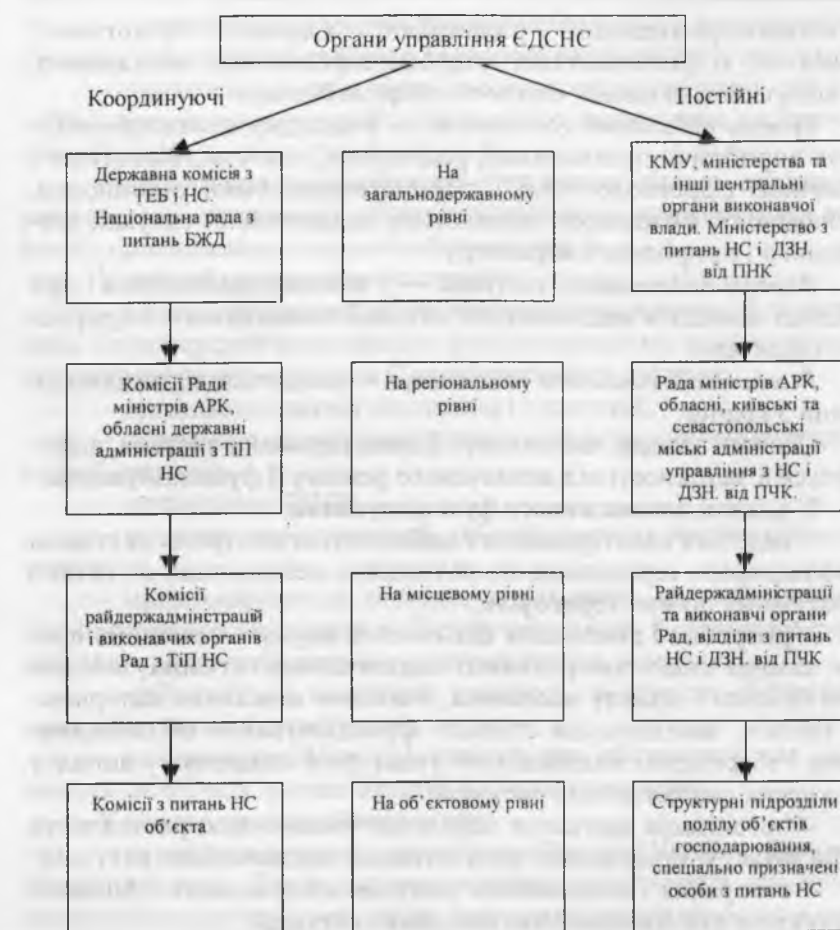 Органи управління ЄДСНС
Координуючі
Постійні
Державна комісія з
ТЕБ і НС.
Національна рада з
питань БЖД
На
загальнодержавному
рівні
КМУ, міністерства та
інші центральні
органи виконавчої
влади. Міністерство з
питань НС і ДЗН.
від ПНК
Комісії Ради
міністрів АРК,
обласні державні
адміністрації з ТіП
НС
На регіональному
рівні
Рада міністрів АРК,
обласні, київські та
севастопольські
міські адміністрації
управління з НС і
ДЗН. від ПЧК.
Комісії
райдержадміністрацій
і виконавчих органів
Рад з ТіП НС
На місцевому рівні
Райдержадміністрації
та виконавчі органи
Рад, відділи з питань
НС і ДЗН. від ПЧК
Комісії з питань НС
об'єкта
На об'єктовому рівні
Структурні підрозділи
поділу об'єктів
господарювання,
спеціально призначені
особи з питань НС